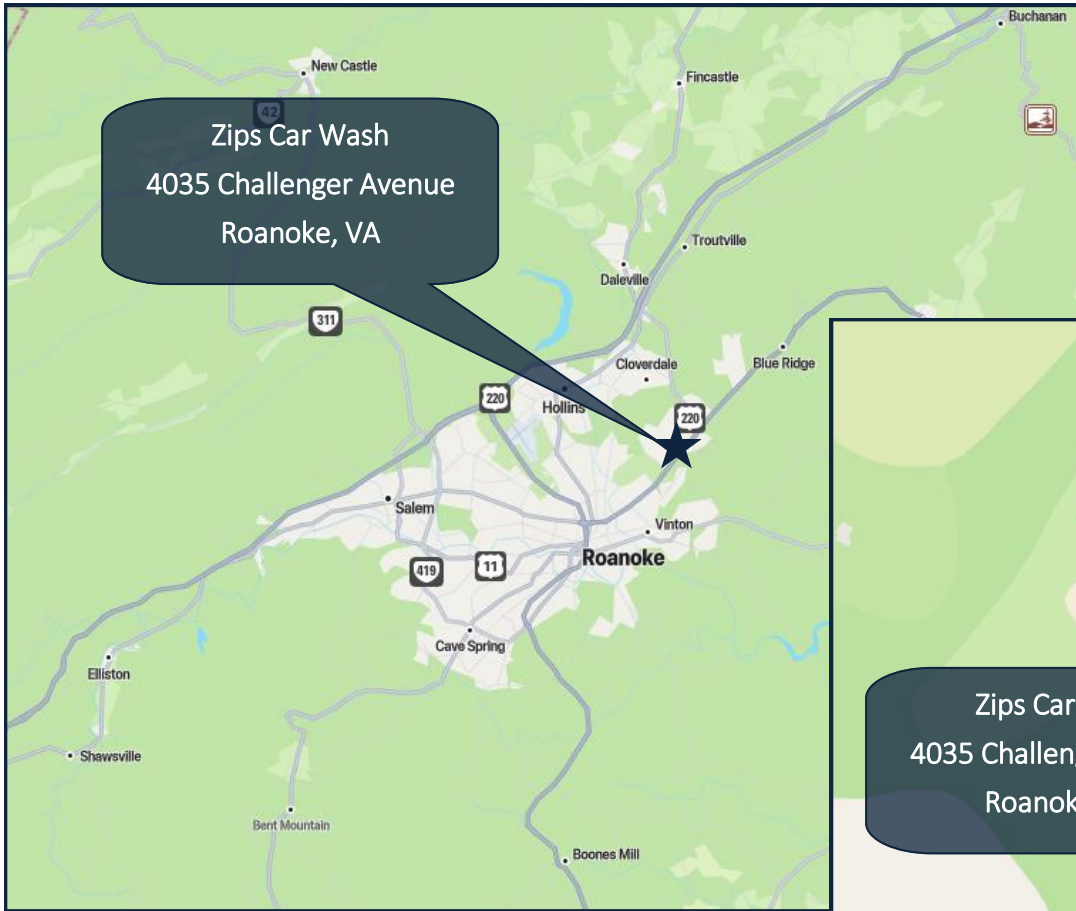 Buchanan
New Castle
Fincastle
42
Zips Car Wash
4035 Challenger Avenue
Roanoke, VA
Troutville
Daleville
311
Blue Ridge
Cloverdale
220
Hollins
220
Salem
Vinton
Roanoke
419
11
Cave Spring
Elliston
Zips Car
4035 Challen
Roanok
Shawsville
Bent Mountain
Boones Mill